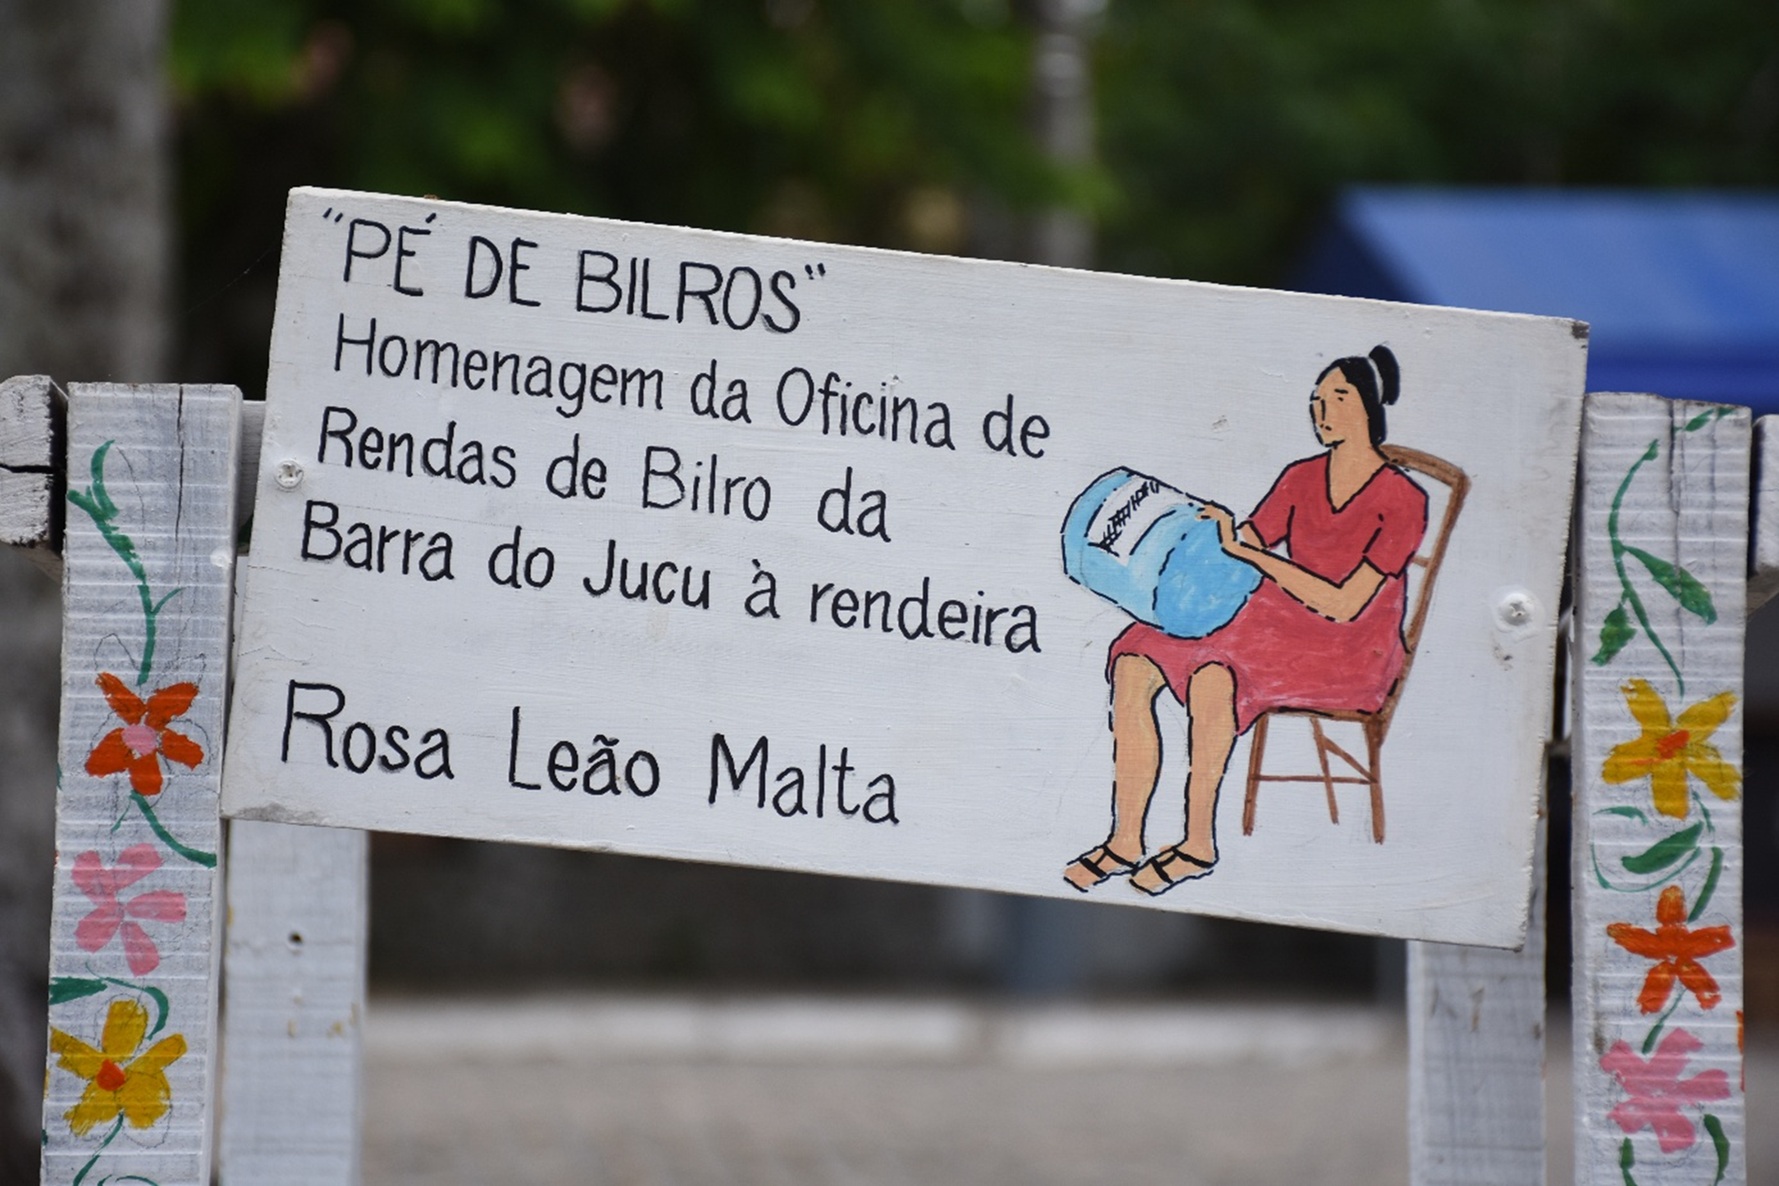 "PÉ DE BILROS"
Homenagem da Oficina de
Rendas de Bilro da
Barra do Jucu à rendeira
Rosa Leão Malta